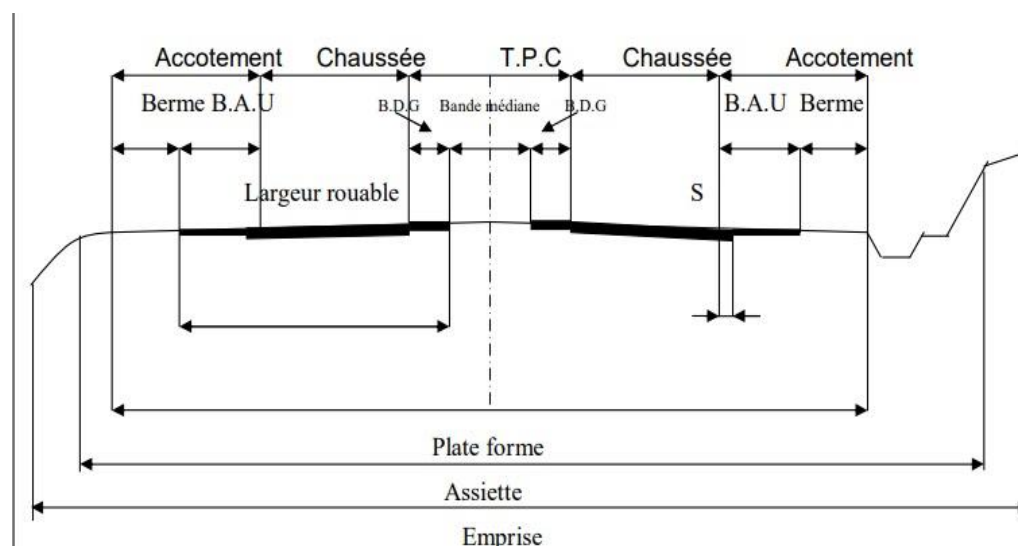 Accotement Chaussée T.P.C Chaussée Accotement
Berme B.A.U B.D.G Bande médiane B.D.G B.A.U Berme
Largeur rouable S
Plate forme
Assiette
Emprise